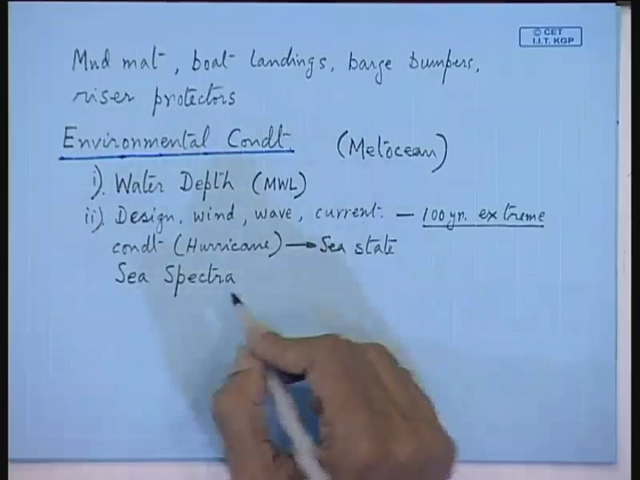 © CET
I.I.T. KGP
Mud mat, boat landings, barge bumpers,
riser protectors
Environmental Condt. (Metocean)
i). Water Depth (MWL)
ii). Design, wind, wave, current. — 100 yr. extreme
condt (Hurricane) → Sea state
Sea Spectra